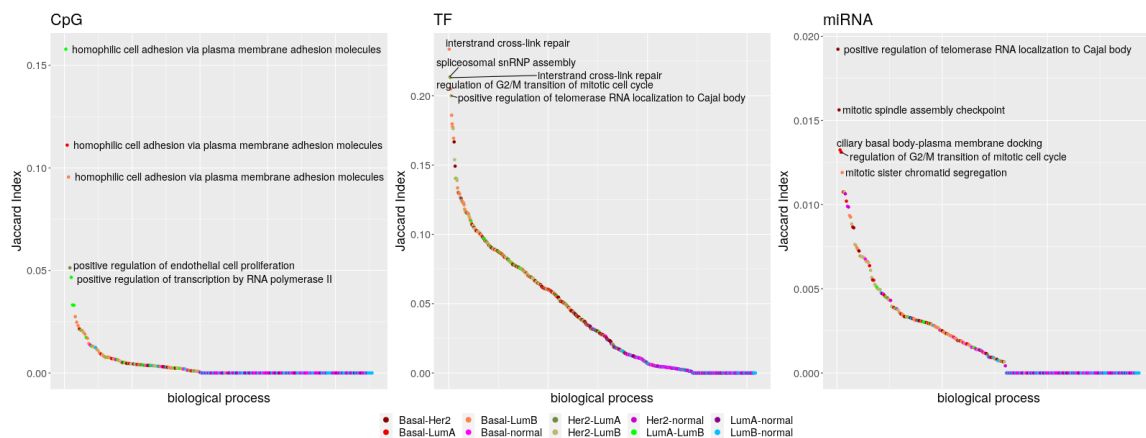 CpG
homophilic cell adhesion via plasma membrane adhesion molecules
homophilic cell adhesion via plasma membrane adhesion molecules
homophilic cell adhesion via plasma membrane adhesion molecules
positive regulation of endothelial cell proliferation
positive regulation of transcription by RNA polymerase II
0.15
0.10
0.05
0.00
Jaccard Index
biological process
TF
interstrand cross-link repair
spliceosomal snRNP assembly
interstrand cross-link repair
regulation of G2/M transition of mitotic cell cycle
positive regulation of telomerase RNA localization to Cajal body
0.20
0.15
0.10
0.05
0.00
Jaccard Index
biological process
miRNA
positive regulation of telomerase RNA localization to Cajal body
mitotic spindle assembly checkpoint
ciliary basal body-plasma membrane docking
regulation of G2/M transition of mitotic cell cycle
mitotic sister chromatid segregation
0.020
0.015
0.010
0.005
0.000
Jaccard Index
biological process
Basal-Her2 Basal-LumB Her2-LumA Her2-normal LumA-normal
Basal-LumA Basal-normal Her2-LumB LumA-LumB LumB-normal